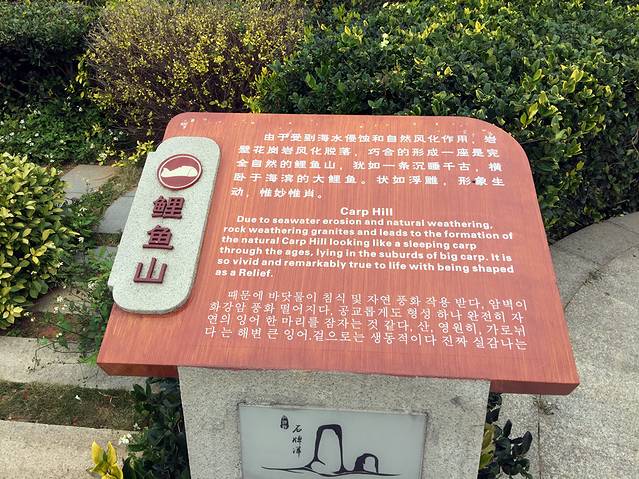 鲤鱼山
由于受到海水侵蚀和自然风化作用，岩
壁花岗岩风化脱落，巧合的形成一座是完
全自然的鲤鱼山，犹如一条沉睡千古，横
卧于海滨的大鲤鱼。状如浮雕，形象生
动，惟妙惟肖。
Carp Hill
Due to seawater erosion and natural weathering,
rock weathering granites and leads to the formation of
the natural Carp Hill looking like a sleeping carp
through the ages, lying in the suburds of big carp. It is
so vivid and remarkably true to life with being shaped
as a Relief.
때문에 바닷물이 침식 및 자연 풍화 작용 받다, 암벽이
화강암 풍화 떨어지다, 공교롭게도 형성 하나 완전히 자
연의 잉어 한 마리를 잠자는 것 같다, 산, 영원히, 가로뉘
다 는 해변 큰 잉어.겉으로는 생동적이다 진짜 실감나는
石牌洋